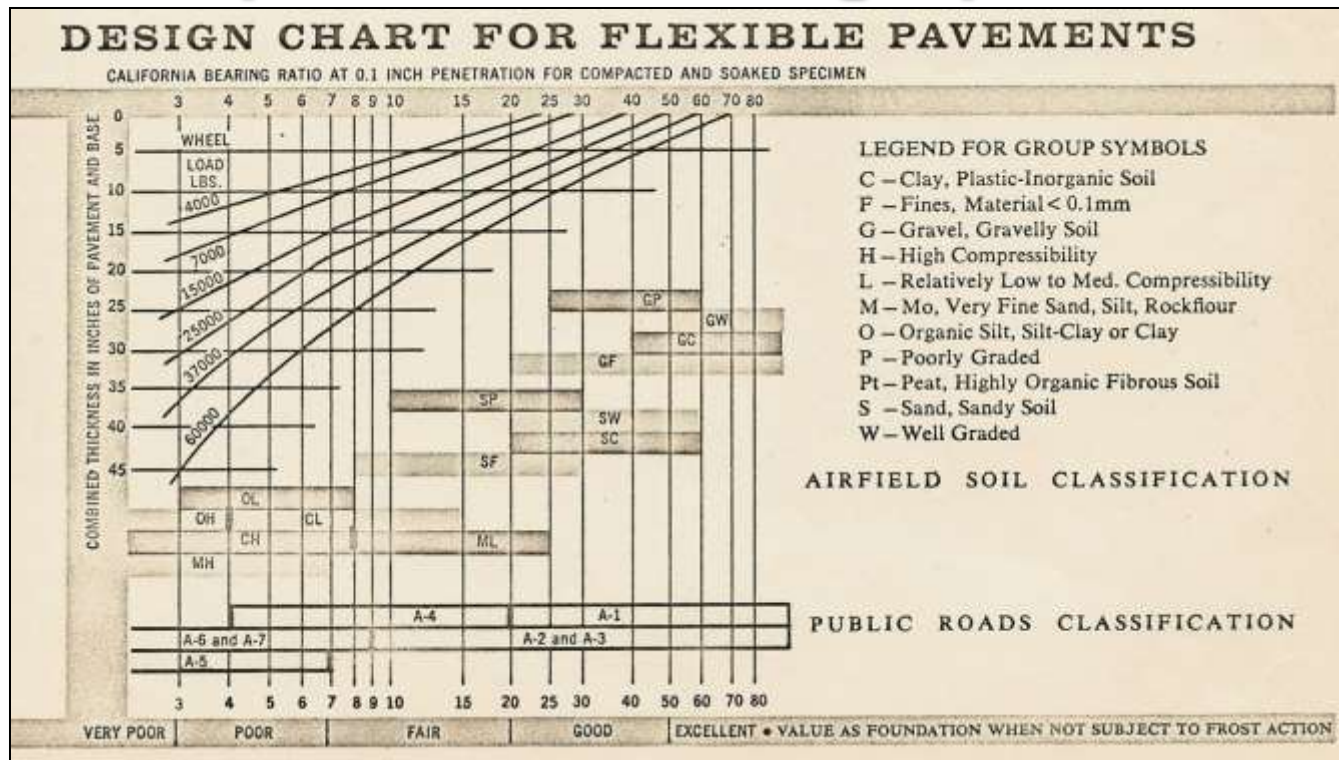 DESIGN CHART FOR FLEXIBLE PAVEMENTS
CALIFORNIA BEARING RATIO AT 0.1 INCH PENETRATION FOR COMPACTED AND SOAKED SPECIMEN
3 4 5 6 7 8 9 10 15 20 25 30 40 50 60 70 80
COMBINED THICKNESS IN INCHES OF PAVEMENT AND BASE
0
5
10
15
20
25
30
35
40
45
WHEEL
LOAD
LBS.
4000
7000
15000
25000
37000
60000
GP
GW
GC
GF
SP
SW
SC
SF
OL
OH CL
CH ML
MH
LEGEND FOR GROUP SYMBOLS
C – Clay, Plastic-Inorganic Soil
F – Fines, Material < 0.1mm
G – Gravel, Gravelly Soil
H – High Compressibility
L – Relatively Low to Med. Compressibility
M – Mo, Very Fine Sand, Silt, Rockflour
O – Organic Silt, Silt-Clay or Clay
P – Poorly Graded
Pt – Peat, Highly Organic Fibrous Soil
S – Sand, Sandy Soil
W – Well Graded
AIRFIELD SOIL CLASSIFICATION
A-4 A-1
A-6 and A-7 A-2 and A-3
A-5
PUBLIC ROADS CLASSIFICATION
3 4 5 6 7 8 9 10 15 20 25 30 40 50 60 70 80
VERY POOR POOR FAIR GOOD EXCELLENT • VALUE AS FOUNDATION WHEN NOT SUBJECT TO FROST ACTION